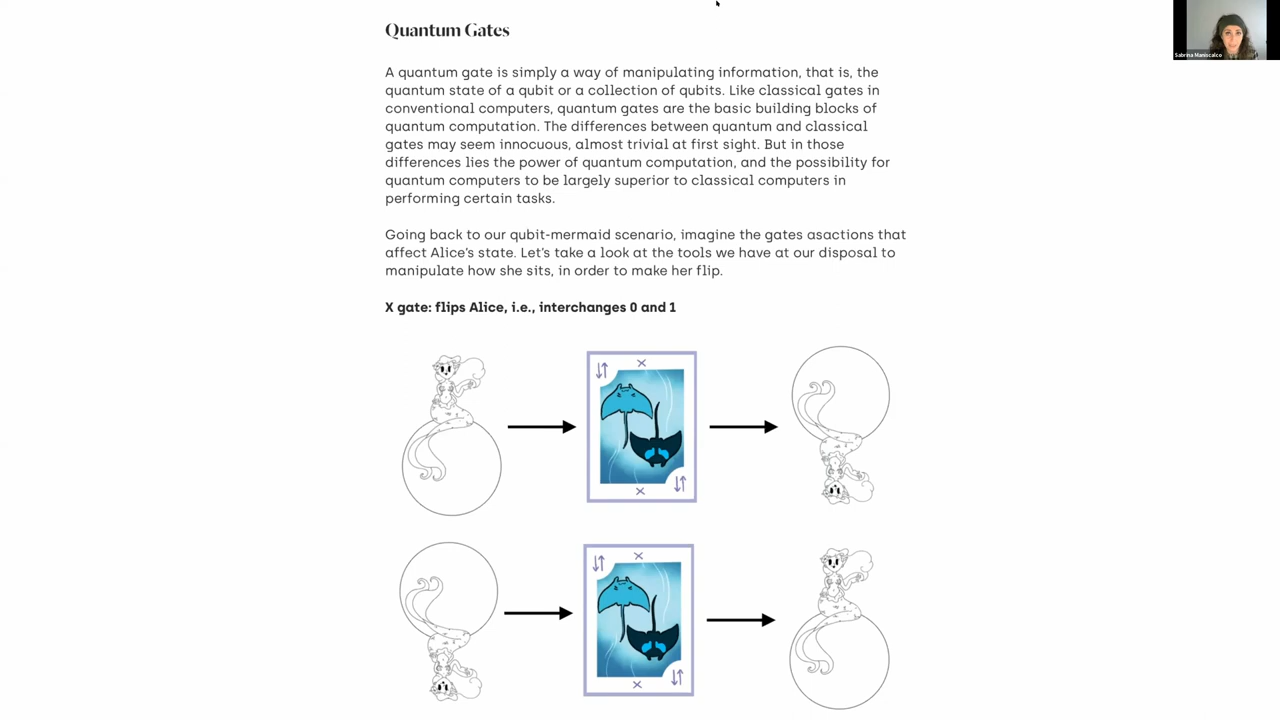 Quantum Gates
A quantum gate is simply a way of manipulating information, that is, the
quantum state of a qubit or a collection of qubits. Like classical gates in
conventional computers, quantum gates are the basic building blocks of
quantum computation. The differences between quantum and classical
gates may seem innocuous, almost trivial at first sight. But in those
differences lies the power of quantum computation, and the possibility for
quantum computers to be largely superior to classical computers in
performing certain tasks.
Going back to our qubit-mermaid scenario, imagine the gates asactions that
affect Alice's state. Let's take a look at the tools we have at our disposal to
manipulate how she sits, in order to make her flip.
X gate: flips Alice, i.e., interchanges 0 and 1
X
X
X
X
Sabrina Maniscalco